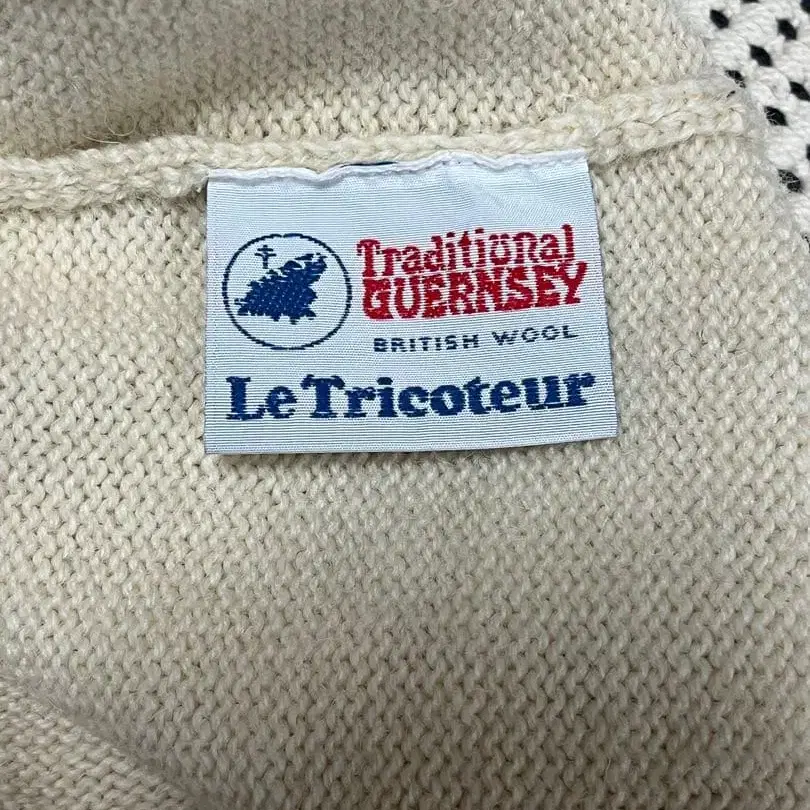 Traditional
GUERNSEY
BRITISH WOOL
Le Tricoteur